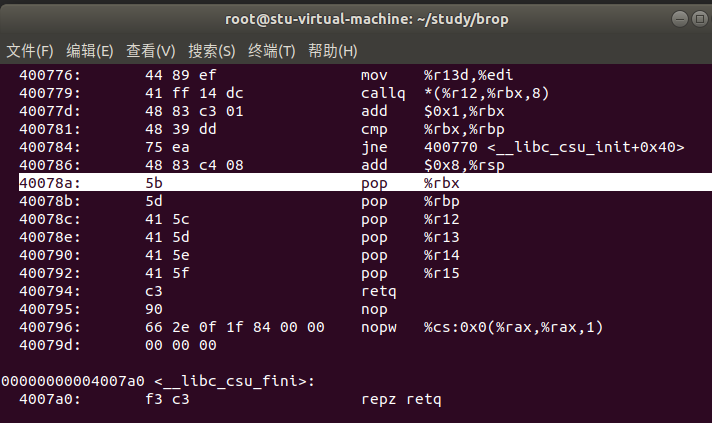 root@stu-virtual-machine: ~/study/brop
文件(F) 编辑(E) 查看(V) 搜索(S) 终端(T) 帮助(H)
400776: 44 89 ef mov %r13d,%edi
400779: 41 ff 14 dc callq *(%r12,%rbx,8)
40077d: 48 83 c3 01 add $0x1,%rbx
400781: 48 39 dd cmp %rbx,%rbp
400784: 75 ea jne 400770 <__libc_csu_init+0x40>
400786: 48 83 c4 08 add $0x8,%rsp
40078a: 5b pop %rbx
40078b: 5d pop %rbp
40078c: 41 5c pop %r12
40078e: 41 5d pop %r13
400790: 41 5e pop %r14
400792: 41 5f pop %r15
400794: c3 retq
400795: 90 nop
400796: 66 2e 0f 1f 84 00 00 nopw %cs:0x0(%rax,%rax,1)
40079d: 00 00 00
00000000004007a0 <__libc_csu_fini>:
4007a0: f3 c3 repz retq